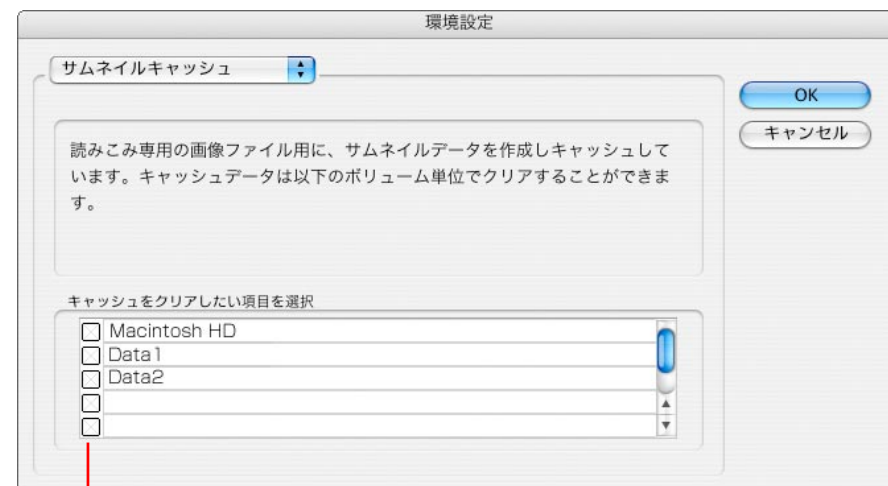 環境設定
サムネイルキャッシュ
OK
キャンセル
読みこみ専用の画像ファイル用に、サムネイルデータを作成しキャッシュして
います。キャッシュデータは以下のボリューム単位でクリアすることができま
す。
キャッシュをクリアしたい項目を選択
Macintosh HD
Data1
Data2